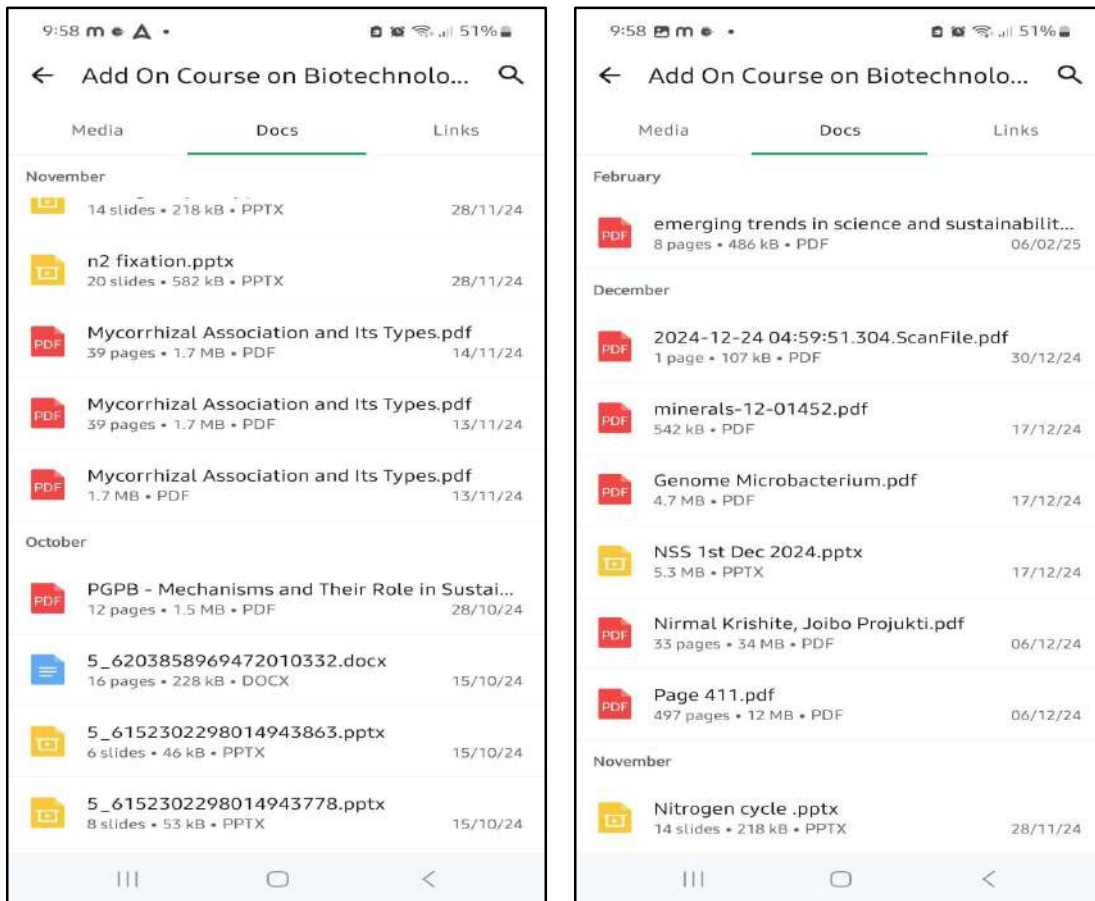 9:58
51%
Add On Course on Biotechnolo...
Media Docs Links
November
14 slides • 218 kB • PPTX 28/11/24
n2 fixation.pptx
20 slides • 582 kB • PPTX 28/11/24
PDF
Mycorrhizal Association and Its Types.pdf
39 pages • 1.7 MB • PDF 14/11/24
PDF
Mycorrhizal Association and Its Types.pdf
39 pages • 1.7 MB • PDF 13/11/24
PDF
Mycorrhizal Association and Its Types.pdf
1.7 MB • PDF 13/11/24
October
PDF
PGPB - Mechanisms and Their Role in Sustai...
12 pages • 1.5 MB • PDF 28/10/24
5_6203858969472010332.docx
16 pages • 228 kB • DOCX 15/10/24
5_6152302298014943863.pptx
6 slides • 46 kB • PPTX 15/10/24
5_6152302298014943778.pptx
8 slides • 53 kB • PPTX 15/10/24
9:58
51%
Add On Course on Biotechnolo...
Media Docs Links
February
PDF
emerging trends in science and sustainabilit...
8 pages • 486 kB • PDF 06/02/25
December
PDF
2024-12-24 04:59:51.304.ScanFile.pdf
1 page • 107 kB • PDF 30/12/24
PDF
minerals-12-01452.pdf
542 kB • PDF 17/12/24
PDF
Genome Microbacterium.pdf
4.7 MB • PDF 17/12/24
NSS 1st Dec 2024.pptx
5.3 MB • PPTX 17/12/24
PDF
Nirmal Krishite, Joibo Projukti.pdf
33 pages • 34 MB • PDF 06/12/24
PDF
Page 411.pdf
497 pages • 12 MB • PDF 06/12/24
November
Nitrogen cycle .pptx
14 slides • 218 kB • PPTX 28/11/24